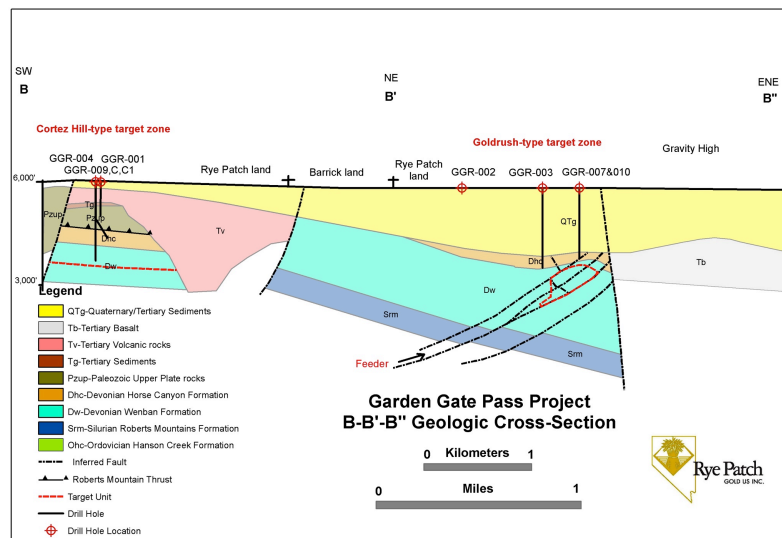 SW
B
NE
B'
ENE
B"
Cortez Hill-type target zone
Goldrush-type target zone
Gravity High
GGR-004 GGR-001
GGR-009,C,C1
Rye Patch land
Barrick land
Rye Patch
land
GGR-002
GGR-003
GGR-007&010
6,000'
3,000'
Pzup
Tg
Pzup
Dhc
Dw
Tv
QTg
Dhc
Dw
Tb
Srm
Srm
Feeder
Legend
QTg-Quaternary/Tertiary Sediments
Tb-Tertiary Basalt
Tv-Tertiary Volcanic rocks
Tg-Tertiary Sediments
Pzup-Paleozoic Upper Plate rocks
Dhc-Devonian Horse Canyon Formation
Dw-Devonian Wenban Formation
Srm-Silurian Roberts Mountains Formation
Ohc-Ordovician Hanson Creek Formation
Inferred Fault
Roberts Mountain Thrust
Target Unit
Drill Hole
Drill Hole Location
Garden Gate Pass Project
B-B'-B" Geologic Cross-Section
0 Kilometers 1
0 Miles 1
Rye Patch
GOLD US INC.